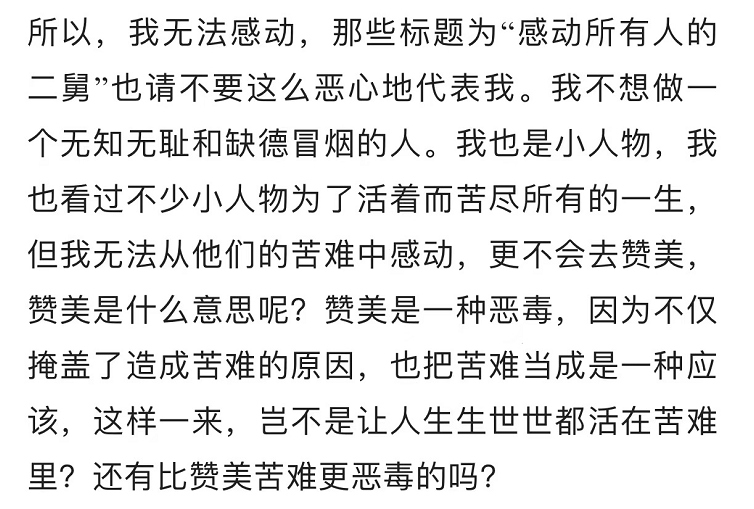 所以，我无法感动，那些标题为“感动所有人的
二舅”也请不要这么恶心地代表我。我不想做一
个无知无耻和缺德冒烟的人。我也是小人物，我
也看过不少小人物为了活着而苦尽所有的一生，
但我无法从他们的苦难中感动，更不会去赞美，
赞美是什么意思呢？赞美是一种恶毒，因为不仅
掩盖了造成苦难的原因，也把苦难当成是一种应
该，这样一来，岂不是让人生生世世都活在苦难
里？还有比赞美苦难更恶毒的吗？